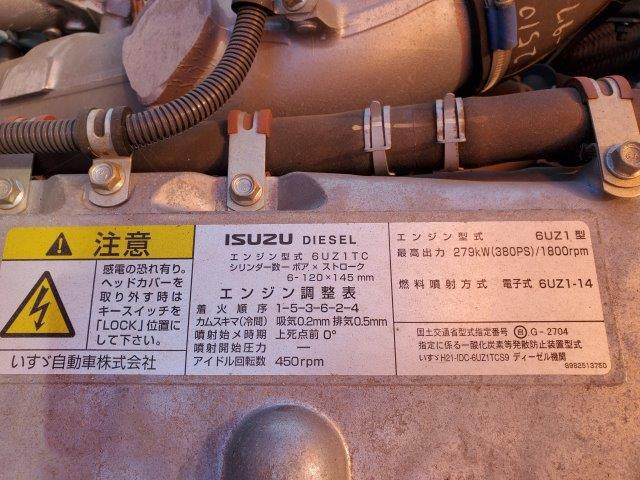 注意
感電の恐れ有り。
ヘッドカバーを
取り外す時は
キースイッチを
「LOCK」位置に
して下さい。
いすゞ自動車株式会社
ISUZU DIESEL
エンジン型式 6UZ1TC
シリンダ数ー ボア × ストローク
6 - 120 × 145 mm
エンジン調整表
着火順序 1-5-3-6-2-4
カムスキマ(冷間) 吸気0.2mm 排気0.5mm
噴射始メ時期 上死点前 0°
噴射開始圧力 ―
アイドル回転数 450rpm
エンジン型式 6UZ1型
最高出力 279kW(380PS)/1800rpm
燃料噴射方式 電子式 6UZ1-14
国土交通省型式指定番号 G-2704
指定に係る一酸化炭素等発散防止装置型式
いすゞH21-IDC-6UZ1TCS9 ディーゼル機関
8982513750